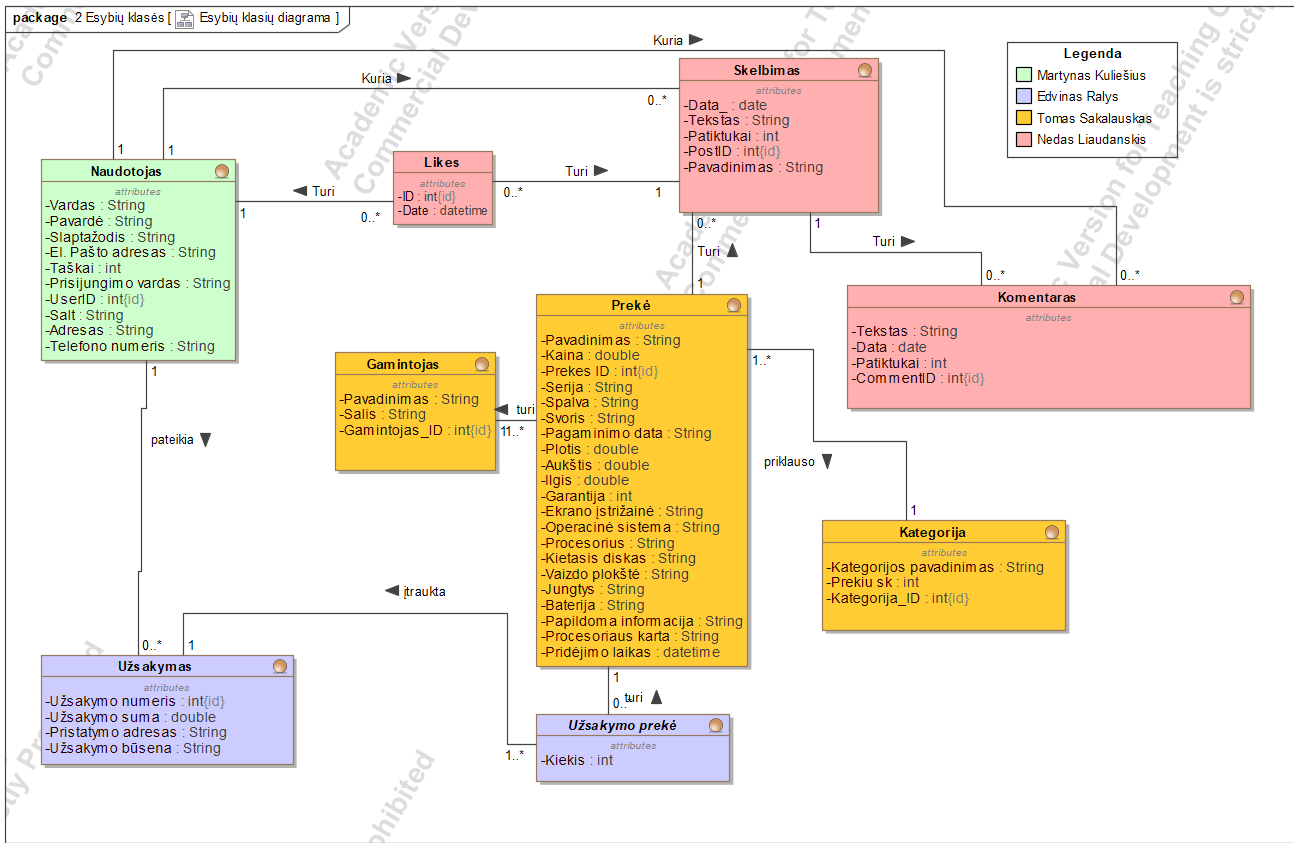 package 2 Esybių klasės [ Esybių klasių diagrama ]
Kuria
Kuria
Legenda
Martynas Kuliešius
Edvinas Ralys
Tomas Sakalauskas
Nedas Liaudanskis
Skelbimas
attributes
-Data_ : date
-Tekstas : String
-Patiktukai : int
-PostID : int{id}
-Pavadinimas : String
0..*
1
1
Naudotojas
attributes
-Vardas : String
-Pavardė : String
-Slaptažodis : String
-El. Pašto adresas : String
-Taškai : int
-Prisijungimo vardas : String
-UserID : int{id}
-Salt : String
-Adresas : String
-Telefono numeris : String
Turi
1
0..*
Likes
attributes
-ID : int{id}
-Date : datetime
Turi
0..*
1
0..*
Turi
1
1
Turi
0..*
0..*
Komentaras
attributes
-Tekstas : String
-Data : date
-Patiktukai : int
-CommentID : int{id}
Prekė
attributes
-Pavadinimas : String
-Kaina : double
-Prekes ID : int{id}
-Serija : String
-Spalva : String
-Svoris : String
-Pagaminimo data : String
-Plotis : double
-Aukštis : double
-Ilgis : double
-Garantija : int
-Ekrano įstrižainė : String
-Operacinė sistema : String
-Procesorius : String
-Kietasis diskas : String
-Vaizdo plokštė : String
-Jungtys : String
-Baterija : String
-Papildoma informacija : String
-Procesoriaus karta : String
-Pridėjimo laikas : datetime
Gamintojas
attributes
-Pavadinimas : String
-Salis : String
-Gamintojas_ID : int{id}
turi
11..*
1..*
priklauso
1
Kategorija
attributes
-Kategorijos pavadinimas : String
-Prekiu sk : int
-Kategorija_ID : int{id}
1
pateikia
0..*
įtraukta
1
1..*
Užsakymas
attributes
-Užsakymo numeris : int{id}
-Užsakymo suma : double
-Pristatymo adresas : String
-Užsakymo būsena : String
1
turi
0..*
Užsakymo prekė
attributes
-Kiekis : int